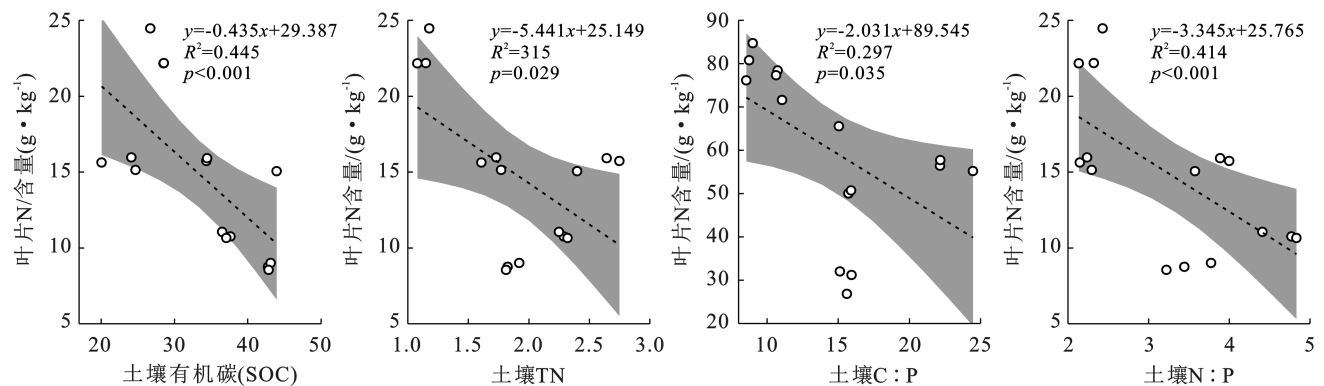 25
20
15
10
5
y=-0.435x+29.387
R²=0.445
p<0.001
叶片N/含量/(g·kg⁻¹)
20
30
40
50
土壤有机碳(SOC)
25
20
15
10
5
y=-5.441x+25.149
R²=315
p=0.029
叶片N含量/(g·kg⁻¹)
1.0
2.0
3.0
土壤TN
90
80
70
60
50
40
30
20
y=-2.031x+89.545
R²=0.297
p=0.035
叶片N含量/(g·kg⁻¹)
10
15
20
25
土壤C:P
25
20
15
10
5
y=-3.345x+25.765
R²=0.414
p<0.001
叶片N含量/(g·kg⁻¹)
2
3
4
5
土壤N:P